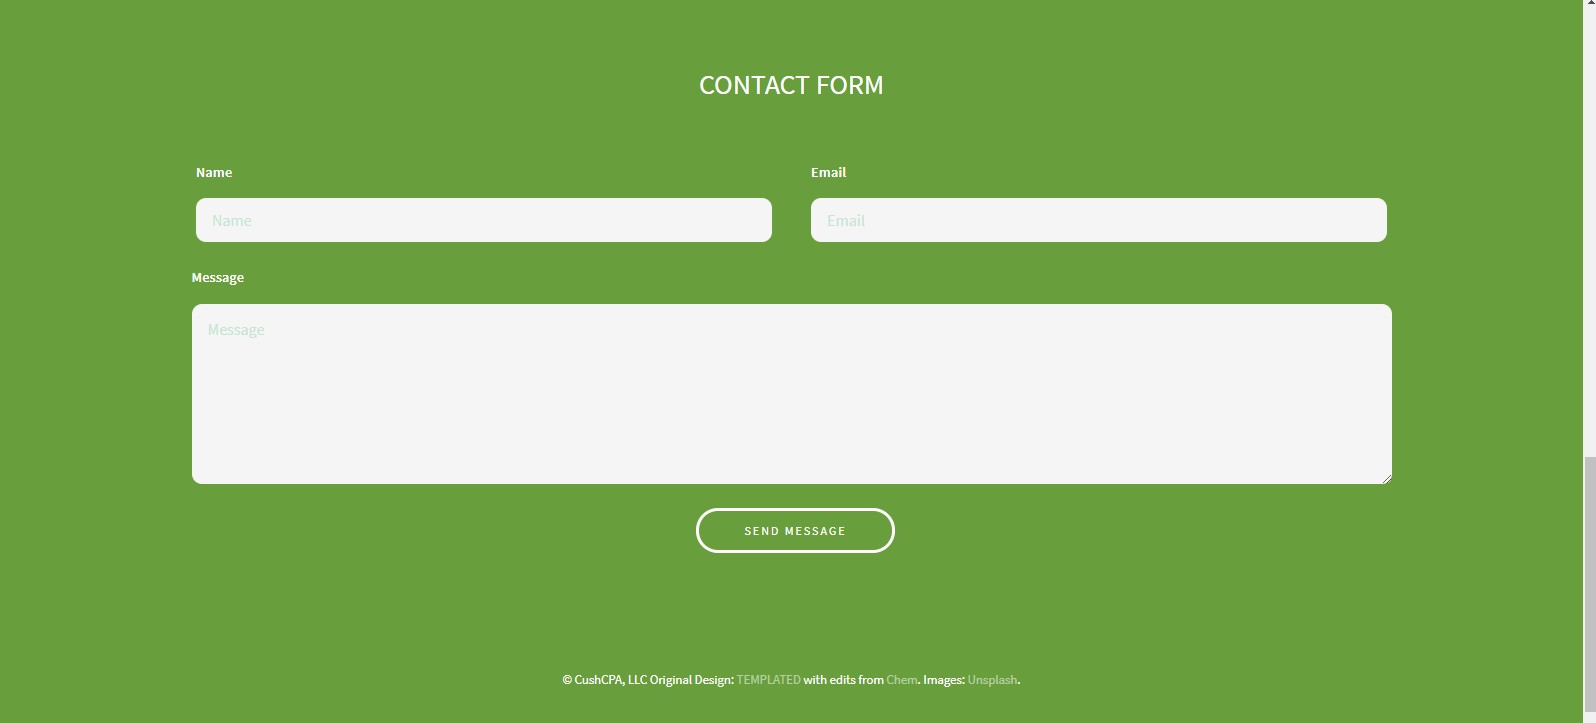 CONTACT FORM
Name
Email
Name
Email
Message
Message
SEND MESSAGE
© CushCPA, LLC Original Design: TEMPLATED with edits from Chem. Images: Unsplash.